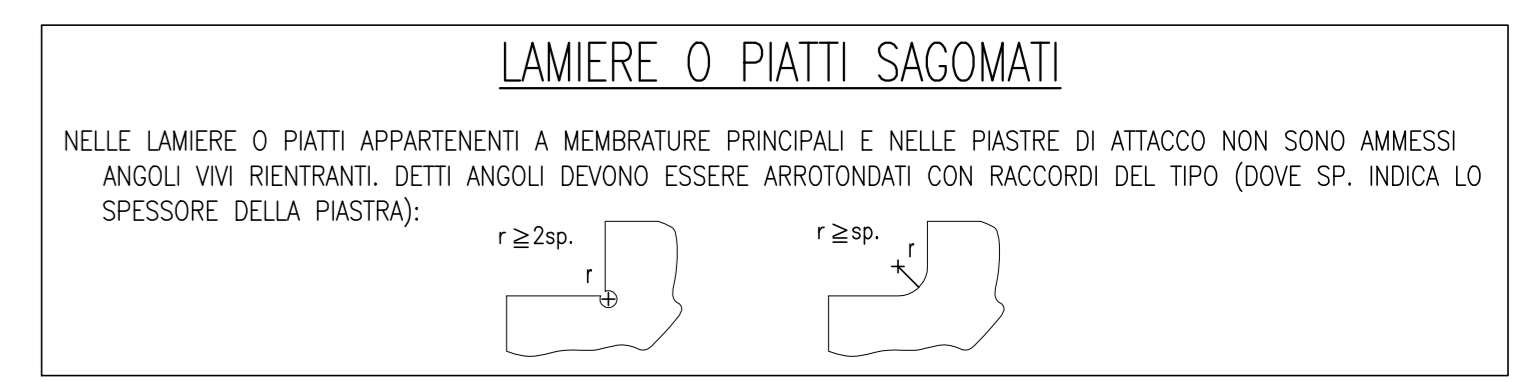 LAMIERE O PIATTI SAGOMATI
NELLE LAMIERE O PIATTI APPARTENENTI A MEMBRATURE PRINCIPALI E NELLE PIASTRE DI ATTACCO NON SONO AMMESSI
ANGOLI VIVI RIENTRANTI. DETTI ANGOLI DEVONO ESSERE ARROTONDATI CON RACCORDI DEL TIPO (DOVE SP. INDICA LO
SPESSORE DELLA PIASTRA):
r ≧2sp.
r
r ≧sp.
r